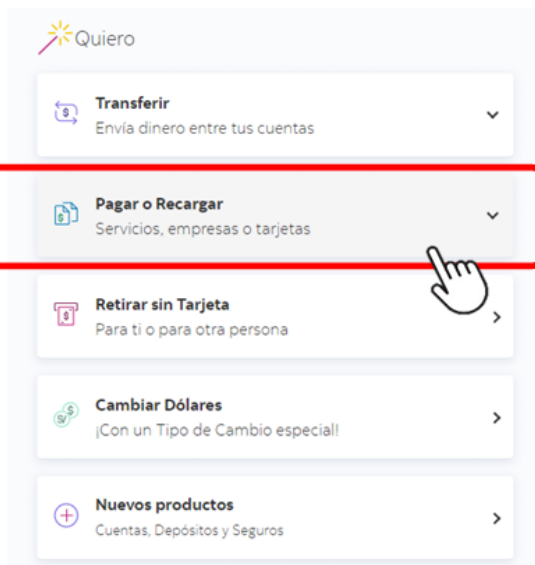 Quiero
Transferir
Envía dinero entre tus cuentas
Pagar o Recargar
Servicios, empresas o tarjetas
Retirar sin Tarjeta
Para ti o para otra persona
Cambiar Dólares
¡Con un Tipo de Cambio especial!
Nuevos productos
Cuentas, Depósitos y Seguros